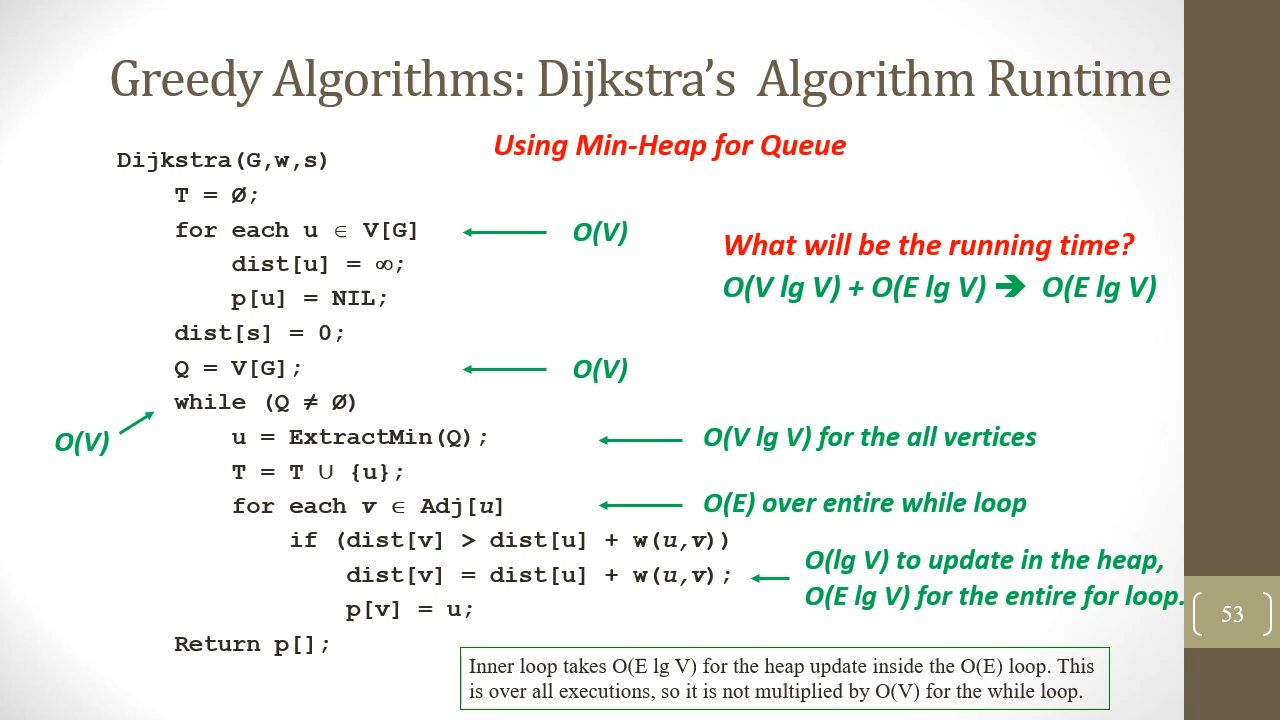 Greedy Algorithms: Dijkstra’s Algorithm Runtime
Using Min-Heap for Queue
Dijkstra(G,w,s)
T = Ø;
for each u ∈ V[G]
O(V)
dist[u] = ∞;
p[u] = NIL;
What will be the running time?
O(V lg V) + O(E lg V) ➔ O(E lg V)
dist[s] = 0;
Q = V[G];
O(V)
while (Q ≠ Ø)
O(V)
u = ExtractMin(Q);
O(V lg V) for the all vertices
T = T ∪ {u};
for each v ∈ Adj[u]
O(E) over entire while loop
if (dist[v] > dist[u] + w(u,v))
dist[v] = dist[u] + w(u,v);
O(lg V) to update in the heap,
O(E lg V) for the entire for loop.
p[v] = u;
Return p[];
53
Inner loop takes O(E lg V) for the heap update inside the O(E) loop. This
is over all executions, so it is not multiplied by O(V) for the while loop.